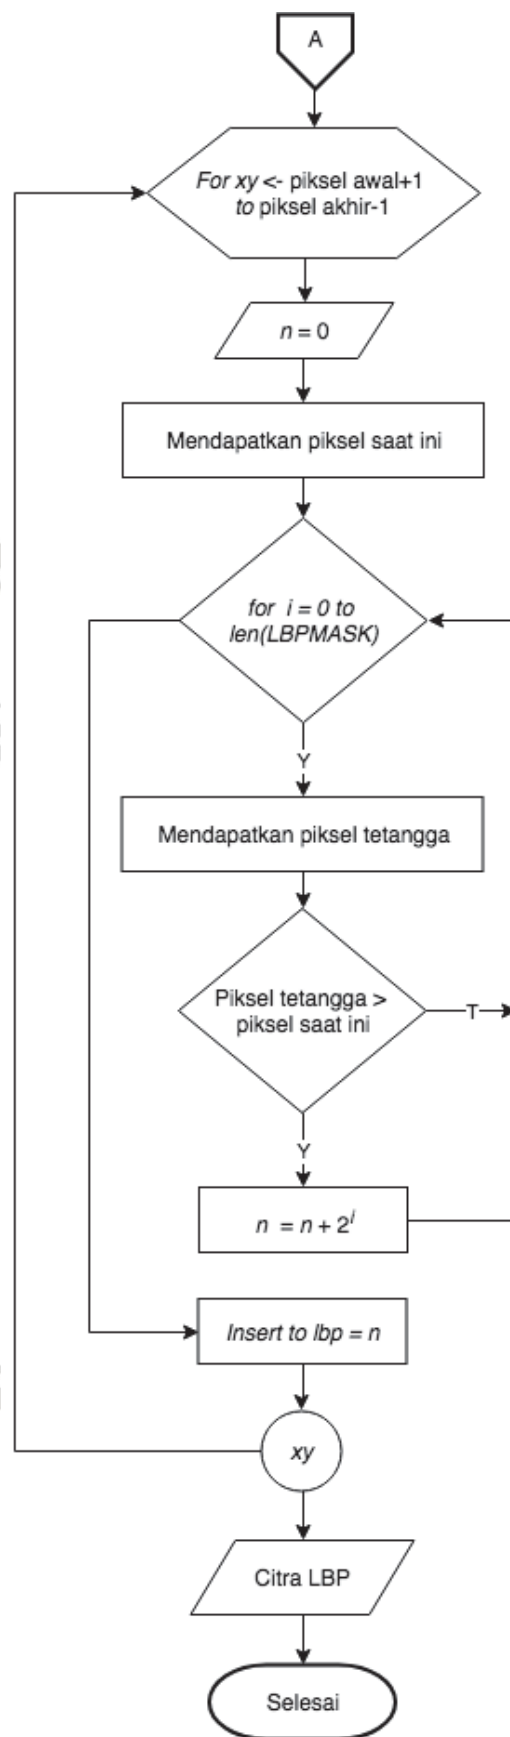 A
For xy <- piksel awal+1
to piksel akhir-1
n = 0
Mendapatkan piksel saat ini
for i = 0 to
len(LBPMASK)
Y
Mendapatkan piksel tetangga
Piksel tetangga >
piksel saat ini
T
Y
n = n + 2^i
Insert to lbp = n
xy
Citra LBP
Selesai